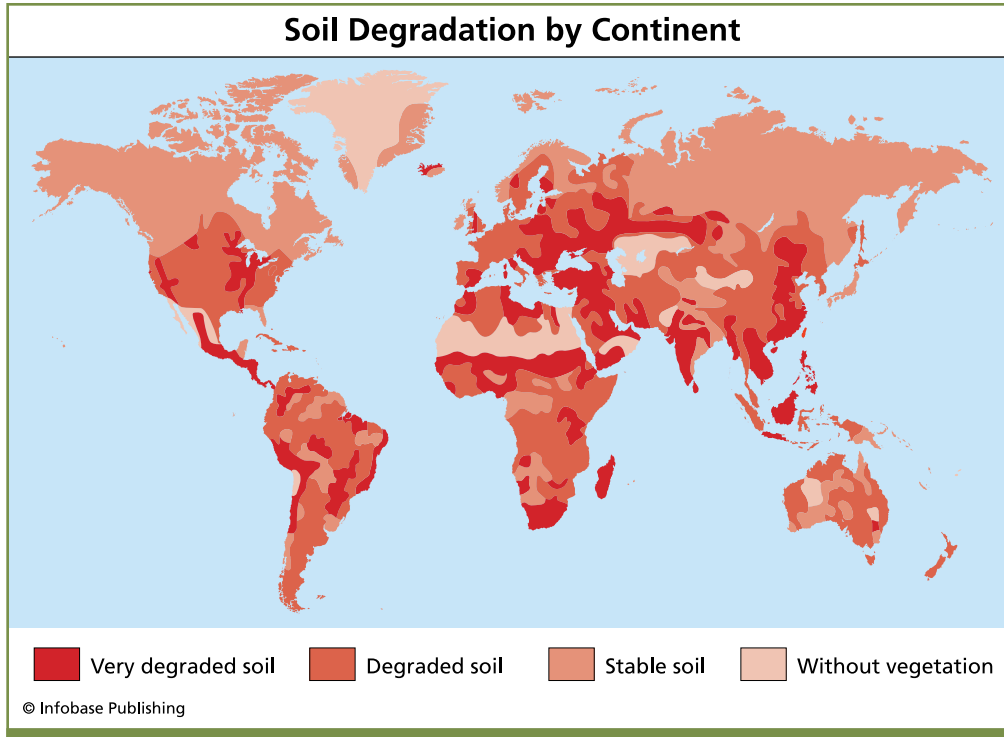 Soil Degradation by Continent
Very degraded soil
Degraded soil
Stable soil
Without vegetation
© Infobase Publishing